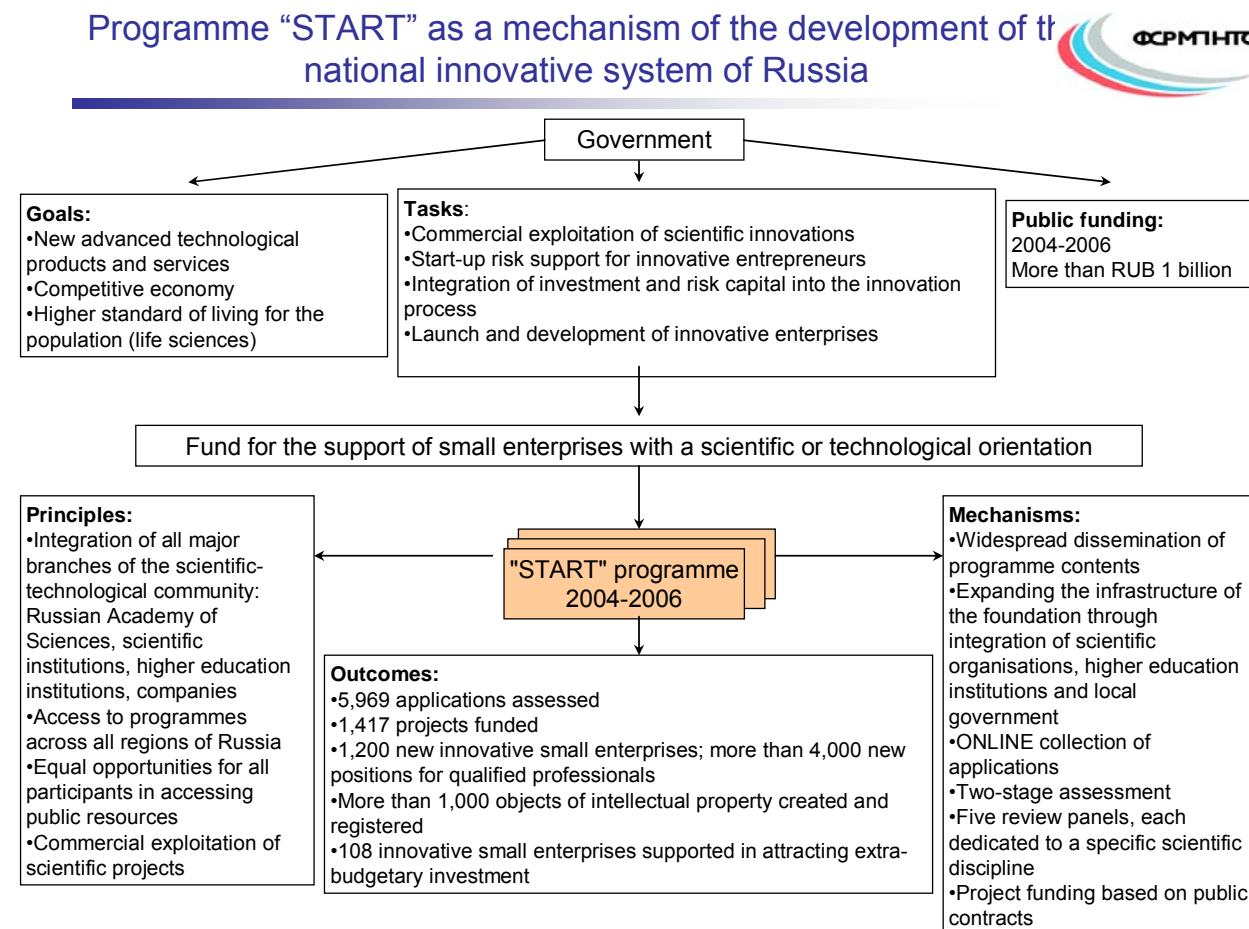 Programme “START” as a mechanism of the development of th
national innovative system of Russia
ФСРМПНТС
Government
Goals:
•New advanced technological
products and services
•Competitive economy
•Higher standard of living for the
population (life sciences)
Tasks:
•Commercial exploitation of scientific innovations
•Start-up risk support for innovative entrepreneurs
•Integration of investment and risk capital into the innovation
process
•Launch and development of innovative enterprises
Public funding:
2004-2006
More than RUB 1 billion
Fund for the support of small enterprises with a scientific or technological orientation
Principles:
•Integration of all major
branches of the scientific-
technological community:
Russian Academy of
Sciences, scientific
institutions, higher education
institutions, companies
•Access to programmes
across all regions of Russia
•Equal opportunities for all
participants in accessing
public resources
•Commercial exploitation of
scientific projects
"START" programme
2004-2006
Outcomes:
•5,969 applications assessed
•1,417 projects funded
•1,200 new innovative small enterprises; more than 4,000 new
positions for qualified professionals
•More than 1,000 objects of intellectual property created and
registered
•108 innovative small enterprises supported in attracting extra-
budgetary investment
Mechanisms:
•Widespread dissemination of
programme contents
•Expanding the infrastructure of
the foundation through
integration of scientific
organisations, higher education
institutions and local
government
•ONLINE collection of
applications
•Two-stage assessment
•Five review panels, each
dedicated to a specific scientific
discipline
•Project funding based on public
contracts